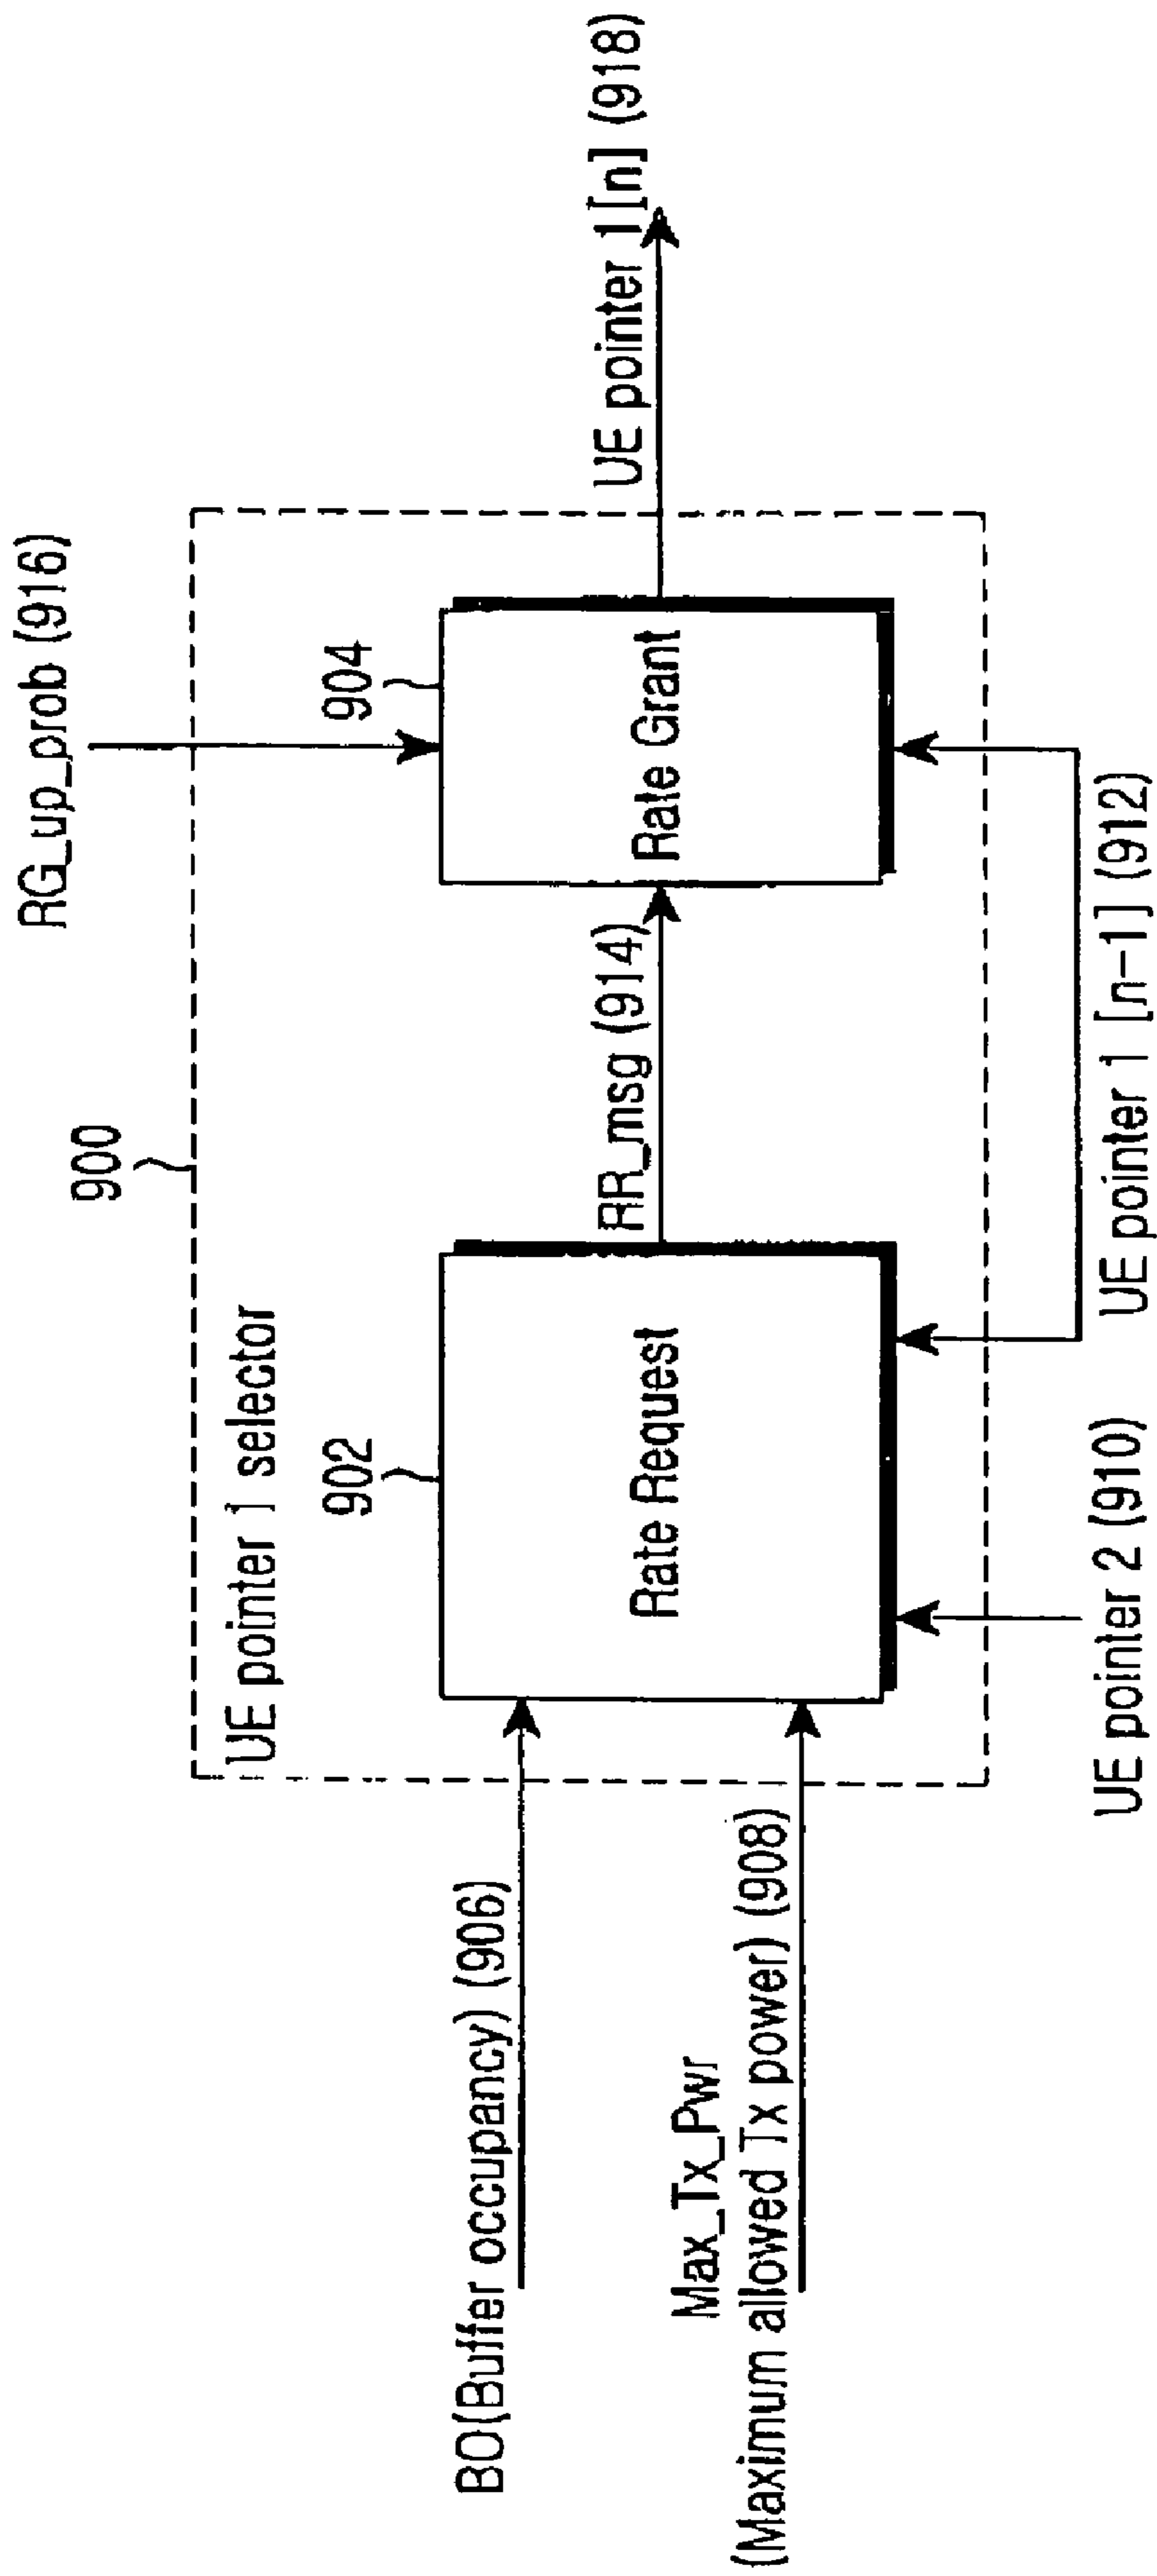 RG_up_prob (916)
900
UE pointer 1 selector
902
904
Rate Request
RR_msg (914)
Rate Grant
UE pointer 1[n] (918)
BO(Buffer occupancy) (906)
Max_Tx_Pwr
(Maximum allowed Tx power) (908)
UE pointer 2 (910)
UE pointer 1 [n-1] (912)